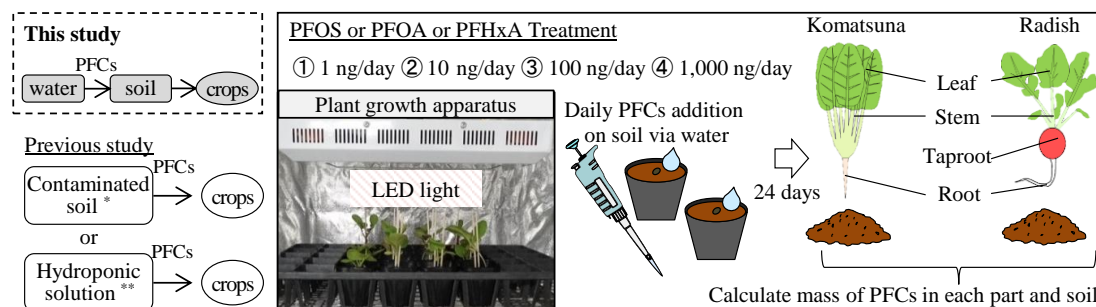 This study
PFCs
water
soil
crops
Previous study
PFCs
Contaminated
soil *
crops
or
PFCs
Hydroponic
solution **
crops
PFOS or PFOA or PFHxA Treatment
① 1 ng/day ② 10 ng/day ③ 100 ng/day ④ 1,000 ng/day
Plant growth apparatus
LED light
Daily PFCs addition
on soil via water
24 days
Komatsuna
Radish
Leaf
Stem
Taproot
Root
Calculate mass of PFCs in each part and soil